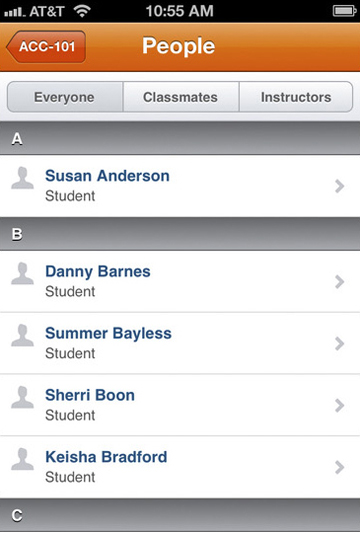 AT&T 10:55 AM
ACC-101 People
Everyone Classmates Instructors
A
Susan Anderson
Student
B
Danny Barnes
Student
Summer Bayless
Student
Sherri Boon
Student
Keisha Bradford
Student
C